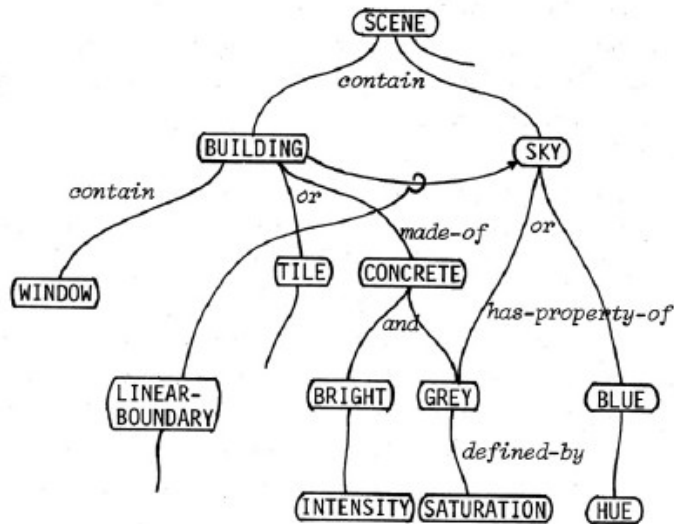 SCENE
contain
BUILDING
SKY
contain
or
or
made-of
TILE
CONCRETE
WINDOW
and
has-property-of
LINEAR-
BOUNDARY
BRIGHT
GREY
BLUE
defined-by
INTENSITY
SATURATION
HUE